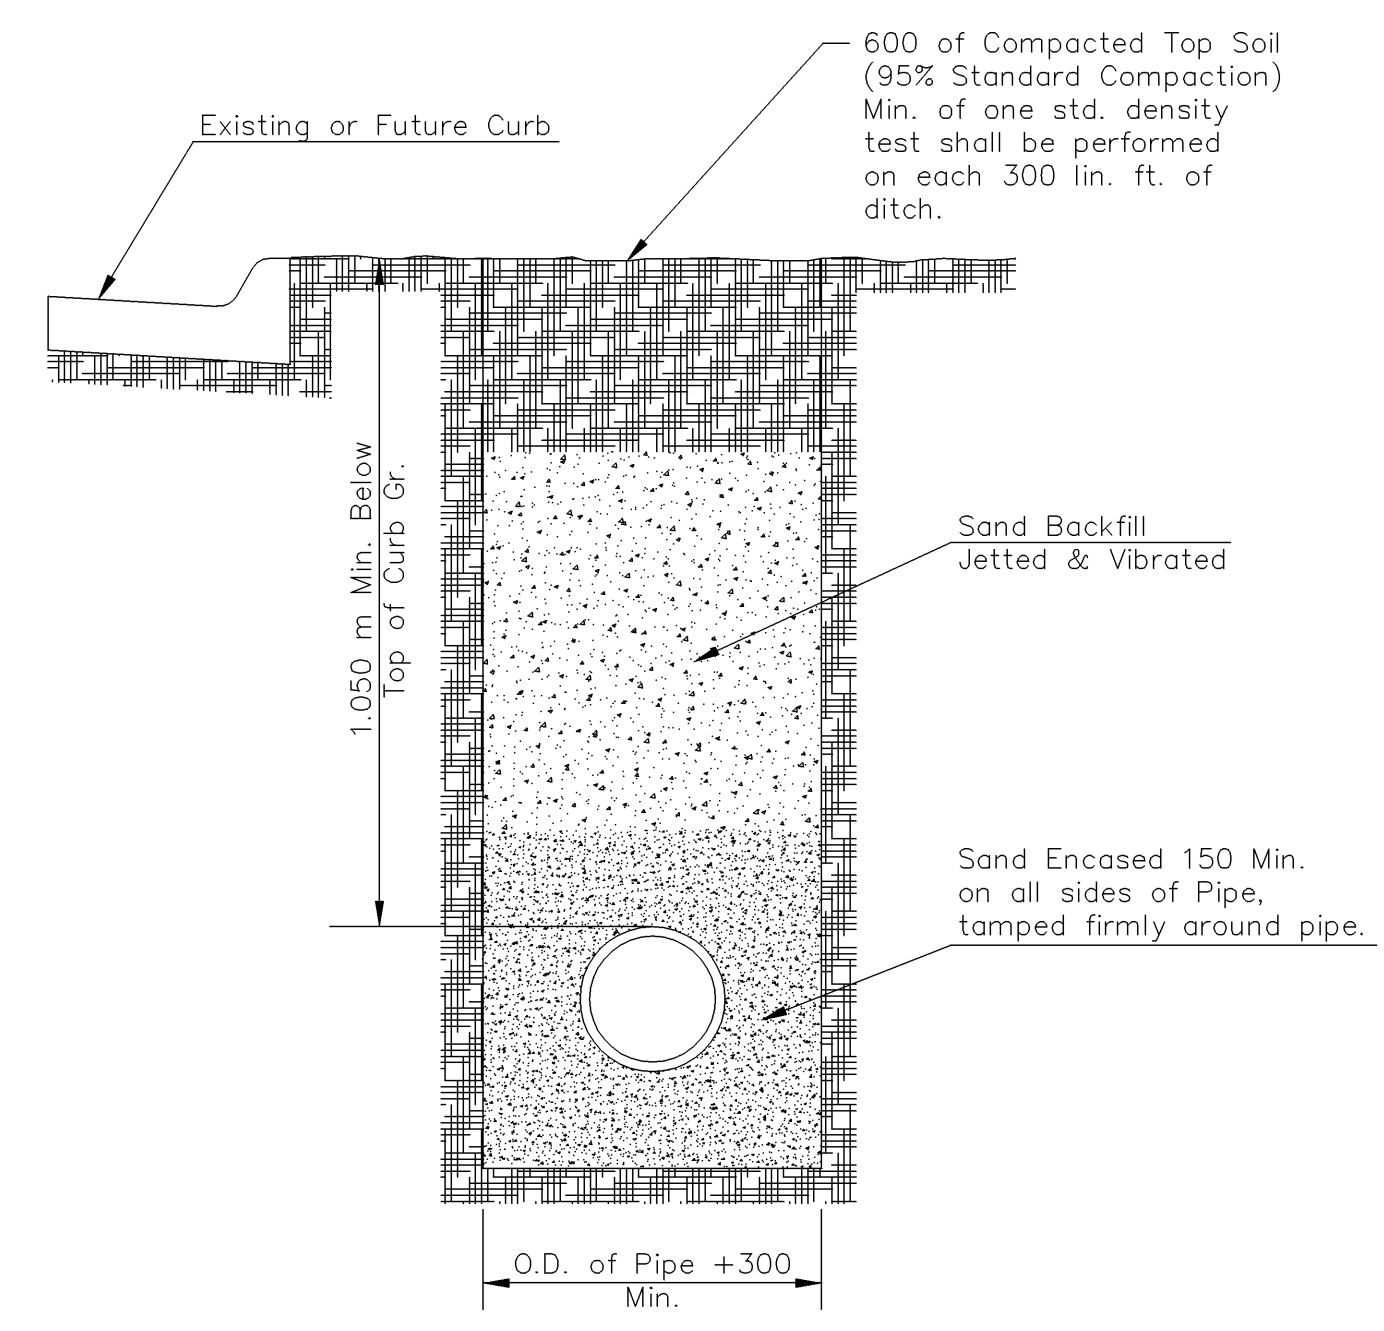 600 of Compacted Top Soil
(95% Standard Compaction)
Min. of one std. density
test shall be performed
on each 300 lin. ft. of
ditch.
Existing or Future Curb
1.050 m Min. Below
Top of Curb Gr.
Sand Backfill
Jetted & Vibrated
Sand Encased 150 Min.
on all sides of Pipe,
tamped firmly around pipe.
O.D. of Pipe +300
Min.